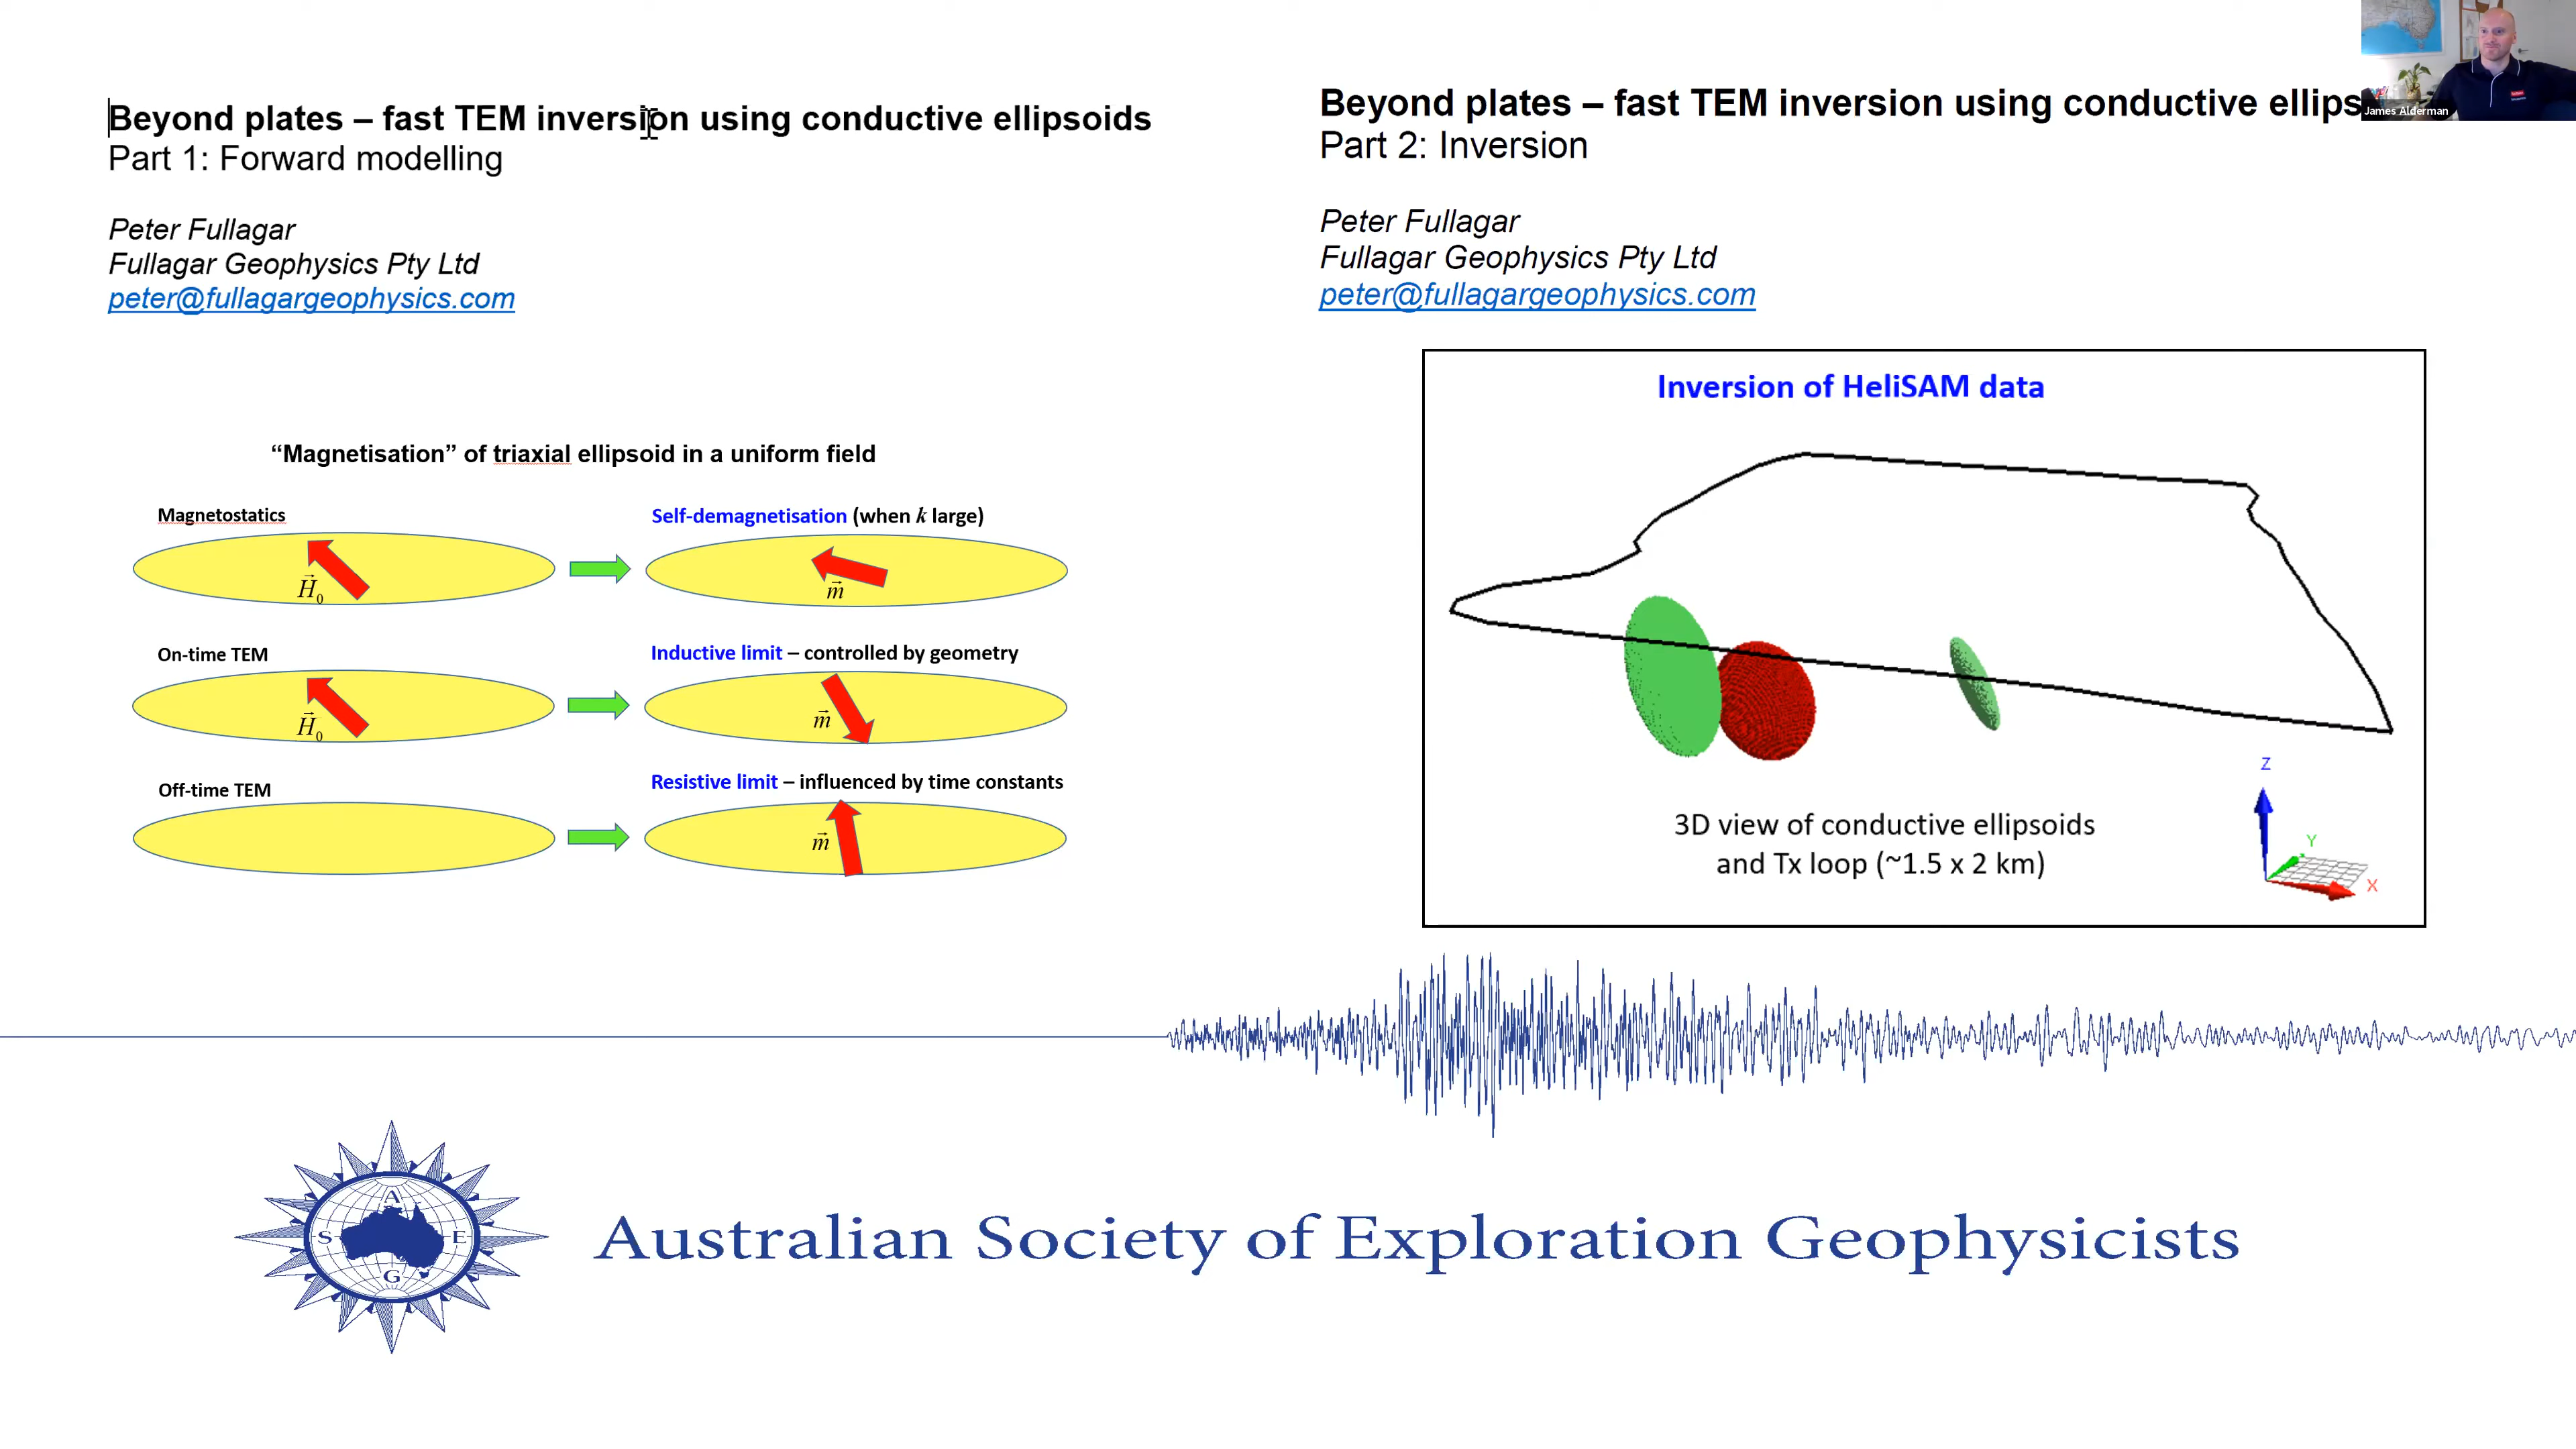 Beyond plates – fast TEM inversion using conductive ellipsoids
Part 1: Forward modelling
Peter Fullagar
Fullagar Geophysics Pty Ltd
peter@fullagargeophysics.com
“Magnetisation” of triaxial ellipsoid in a uniform field
Magnetostatics
Self-demagnetisation (when k large)
H⃗₀
m⃗
On-time TEM
Inductive limit – controlled by geometry
H⃗₀
m⃗
Off-time TEM
Resistive limit – influenced by time constants
m⃗
Beyond plates – fast TEM inversion using conductive ellips
Part 2: Inversion
Peter Fullagar
Fullagar Geophysics Pty Ltd
peter@fullagargeophysics.com
James Alderman
Inversion of HeliSAM data
3D view of conductive ellipsoids
and Tx loop (~1.5 x 2 km)
Z
Y
X
A
S E
G
Australian Society of Exploration Geophysicists